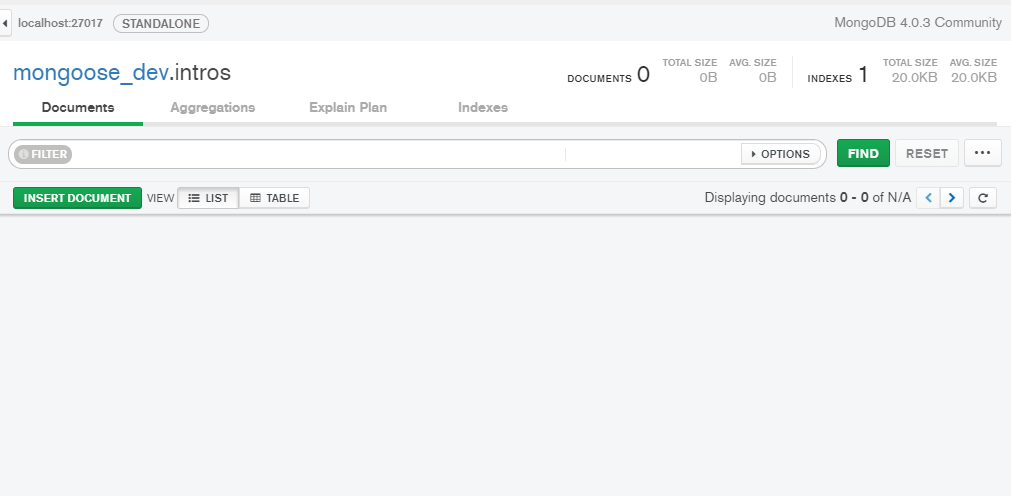 localhost:27017 STANDALONE MongoDB 4.0.3 Community
mongoose_dev.intros
DOCUMENTS 0 TOTAL SIZE 0B AVG. SIZE 0B INDEXES 1 TOTAL SIZE 20.0KB AVG. SIZE 20.0KB
Documents Aggregations Explain Plan Indexes
FILTER OPTIONS FIND RESET ...
INSERT DOCUMENT VIEW LIST TABLE Displaying documents 0 - 0 of N/A